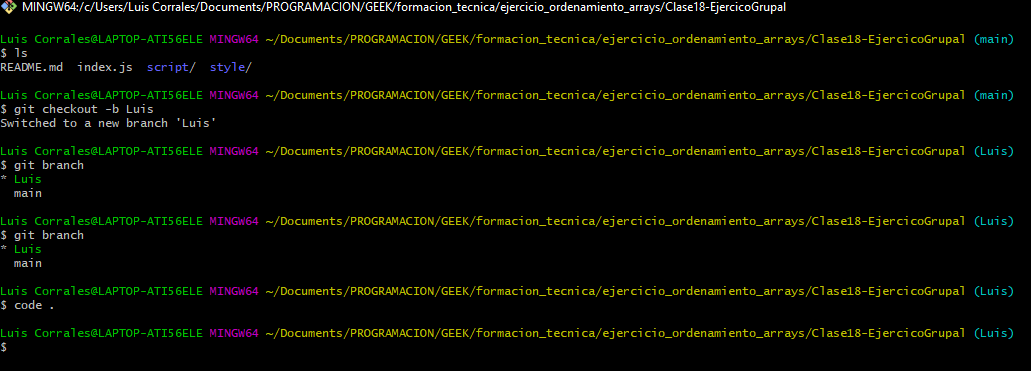 MINGW64:/c/Users/Luis Corrales/Documents/PROGRAMACION/GEEK/formacion_tecnica/ejercicio_ordenamiento_arrays/Clase18-EjercicoGrupal
Luis Corrales@LAPTOP-ATI56ELE MINGW64 ~/Documents/PROGRAMACION/GEEK/formacion_tecnica/ejercicio_ordenamiento_arrays/Clase18-EjercicoGrupal (main)
$ ls
README.md  index.js  script/  style/
Luis Corrales@LAPTOP-ATI56ELE MINGW64 ~/Documents/PROGRAMACION/GEEK/formacion_tecnica/ejercicio_ordenamiento_arrays/Clase18-EjercicoGrupal (main)
$ git checkout -b Luis
Switched to a new branch 'Luis'
Luis Corrales@LAPTOP-ATI56ELE MINGW64 ~/Documents/PROGRAMACION/GEEK/formacion_tecnica/ejercicio_ordenamiento_arrays/Clase18-EjercicoGrupal (Luis)
$ git branch
* Luis
  main
Luis Corrales@LAPTOP-ATI56ELE MINGW64 ~/Documents/PROGRAMACION/GEEK/formacion_tecnica/ejercicio_ordenamiento_arrays/Clase18-EjercicoGrupal (Luis)
$ git branch
* Luis
  main
Luis Corrales@LAPTOP-ATI56ELE MINGW64 ~/Documents/PROGRAMACION/GEEK/formacion_tecnica/ejercicio_ordenamiento_arrays/Clase18-EjercicoGrupal (Luis)
$ code .
Luis Corrales@LAPTOP-ATI56ELE MINGW64 ~/Documents/PROGRAMACION/GEEK/formacion_tecnica/ejercicio_ordenamiento_arrays/Clase18-EjercicoGrupal (Luis)
$